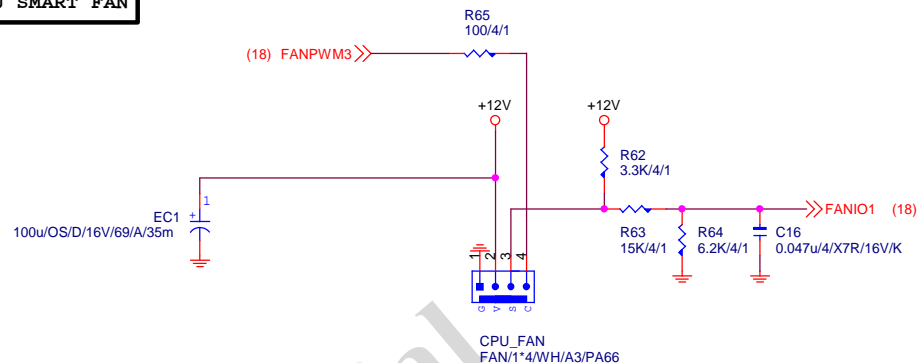 SMART FAN
R65
100/4/1
(18) FANPWM3
+12V
+12V
R62
3.3K/4/1
1
+
EC1
100u/OS/D/16V/69/A/35m
FANIO1 (18)
R63
15K/4/1
R64
6.2K/4/1
C16
0.047u/4/X7R/16V/K
1 2 3 4
G V S C
CPU_FAN
FAN/1*4/WH/A3/PA66